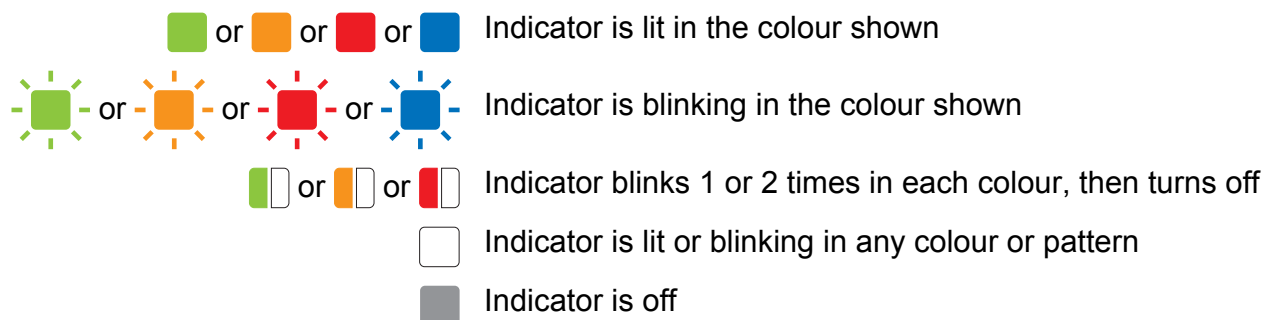 or or or Indicator is lit in the colour shown
or or or Indicator is blinking in the colour shown
or or Indicator blinks 1 or 2 times in each colour, then turns off
Indicator is lit or blinking in any colour or pattern
Indicator is off